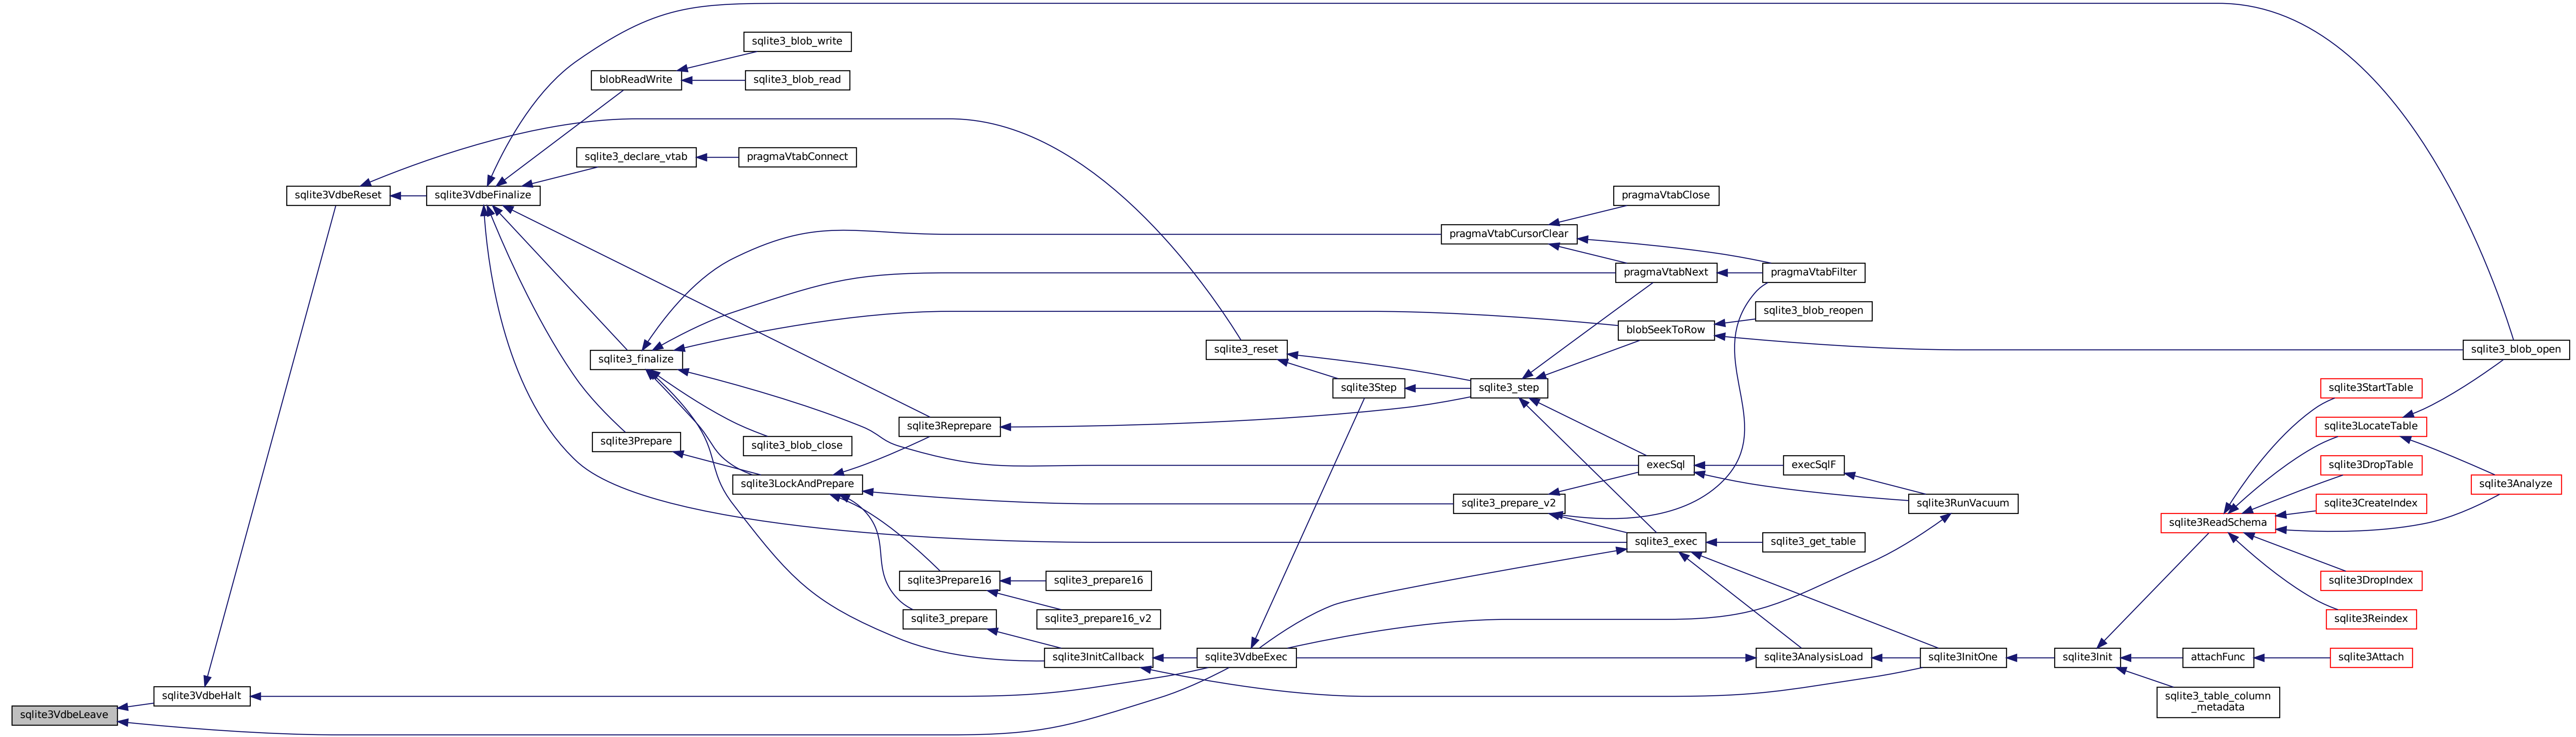 sqlite3_blob_write
blobReadWrite
sqlite3_blob_read
sqlite3_declare_vtab
pragmaVtabConnect
sqlite3VdbeReset
sqlite3VdbeFinalize
pragmaVtabClose
pragmaVtabCursorClear
pragmaVtabNext
pragmaVtabFilter
sqlite3_blob_reopen
blobSeekToRow
sqlite3_reset
sqlite3_blob_open
sqlite3_finalize
sqlite3Step
sqlite3_step
sqlite3StartTable
sqlite3Reprepare
sqlite3LocateTable
sqlite3Prepare
sqlite3_blob_close
execSql
execSqlF
sqlite3DropTable
sqlite3LockAndPrepare
sqlite3Analyze
sqlite3_prepare_v2
sqlite3RunVacuum
sqlite3CreateIndex
sqlite3ReadSchema
sqlite3_exec
sqlite3_get_table
sqlite3Prepare16
sqlite3_prepare16
sqlite3DropIndex
sqlite3_prepare
sqlite3_prepare16_v2
sqlite3Reindex
sqlite3InitCallback
sqlite3VdbeExec
sqlite3AnalysisLoad
sqlite3InitOne
sqlite3Init
attachFunc
sqlite3Attach
sqlite3VdbeHalt
sqlite3_table_column
_metadata
sqlite3VdbeLeave